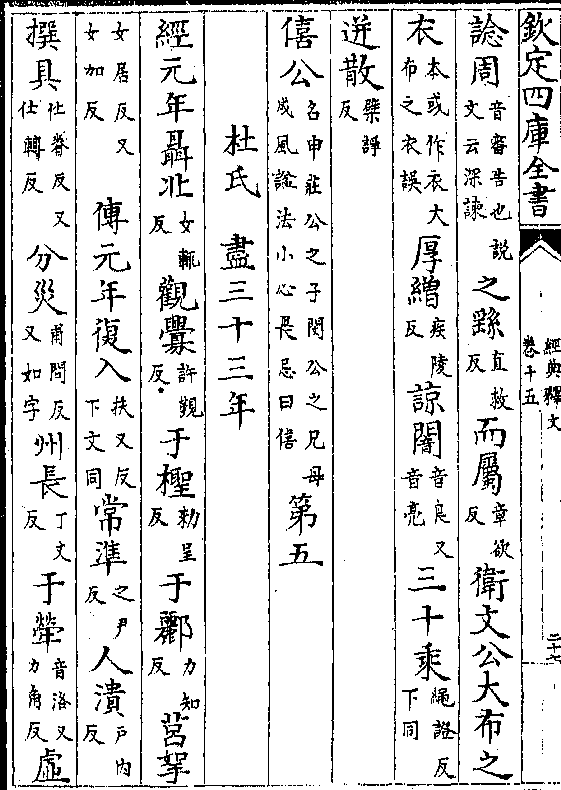 欽定四庫全書
經典釋文
卷十五
二十七
諗周音審告也說文云深諫之繇直救反而屬章欲反衛文公大布之
衣本或作衣大布之衣誤厚繒疾陵反諒闇音良又音亮三十乘繩證反下同
迸散檗諍反
僖公名申莊公之子閔公之兄母成風諡法小心畏忌曰僖第五
杜氏 盡三十三年
經元年聶北女輒反觀釁許覲反于檉勑呈反于酈力知反莒挐
女居反又女加反傳元年復入扶又反下文同常準之尹反人潰戶內反
撰具仕眷反又仕轉反分災甫問反又如字州長丁丈反于犖音洛又力角反虛